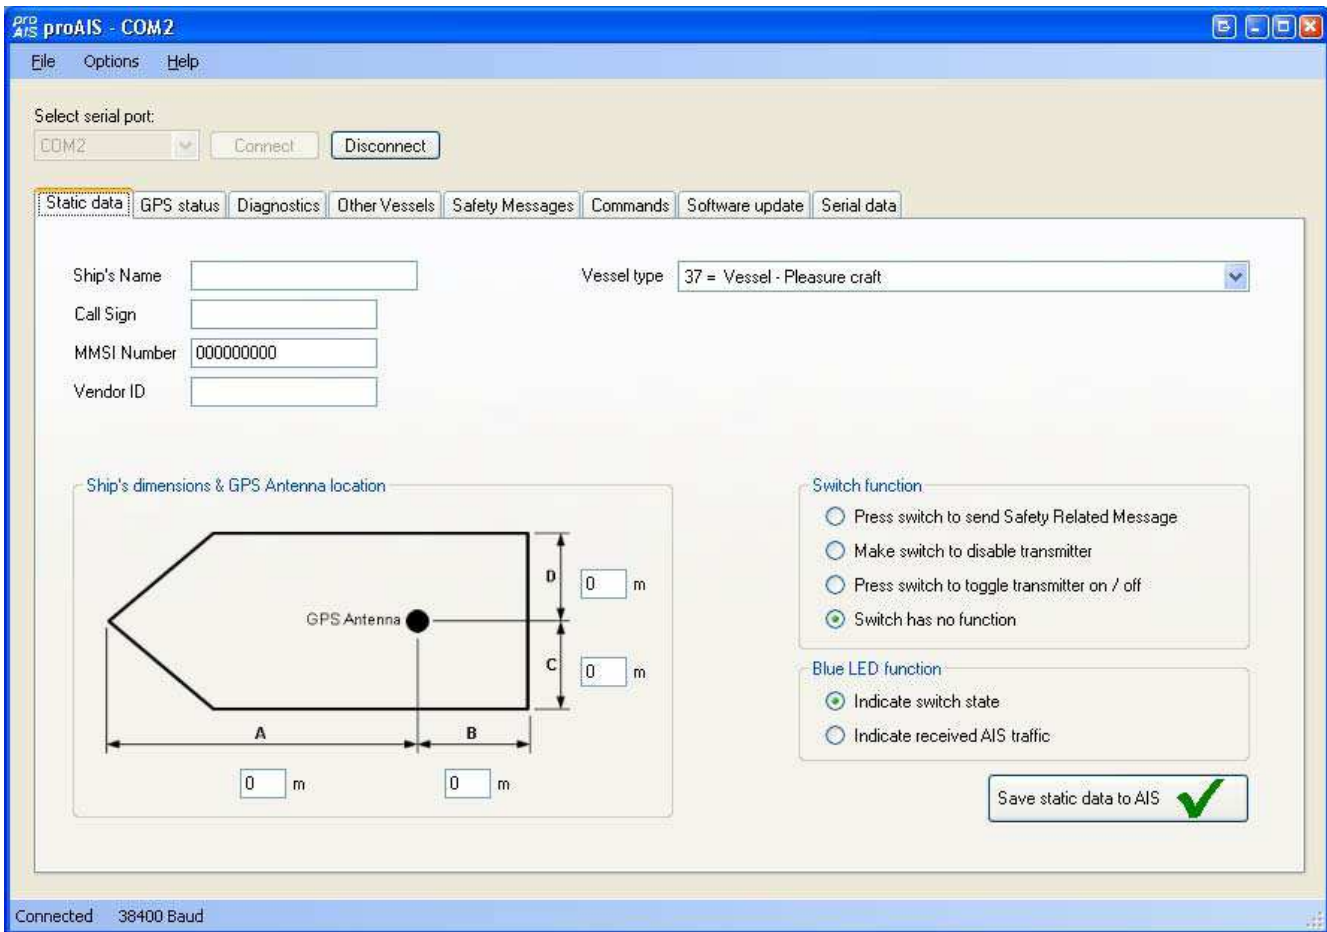 pro AIS proAIS - COM2
File Options Help
Select serial port:
COM2 Connect Disconnect
Static data GPS status Diagnostics Other Vessels Safety Messages Commands Software update Serial data
Ship's Name
Vessel type 37 = Vessel - Pleasure craft
Call Sign
MMSI Number 000000000
Vendor ID
Ship's dimensions & GPS Antenna location
GPS Antenna
D 0 m
C 0 m
A B
0 m 0 m
Switch function
Press switch to send Safety Related Message
Make switch to disable transmitter
Press switch to toggle transmitter on / off
Switch has no function
Blue LED function
Indicate switch state
Indicate received AIS traffic
Save static data to AIS
Connected 38400 Baud